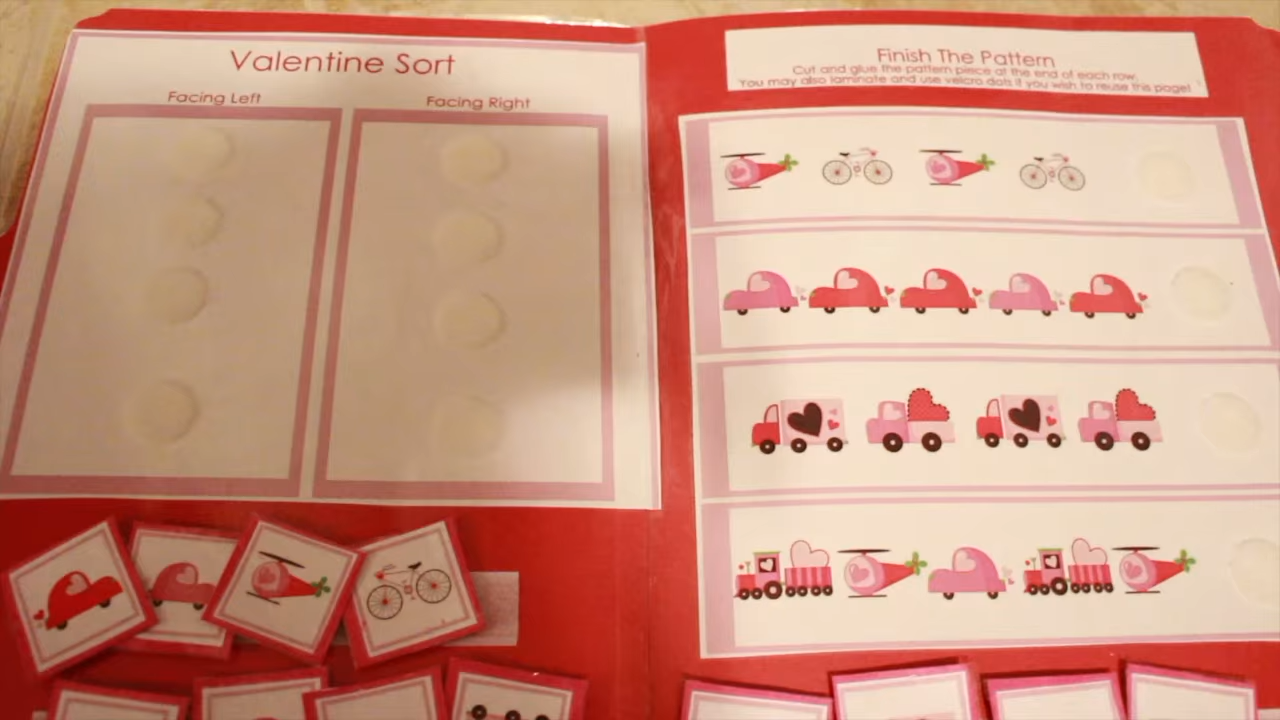 Valentine Sort
Facing Left
Facing Right
Finish The Pattern
Cut and glue the pattern piece at the end of each row.
You may also laminate and use velcro dots if you wish to reuse this page!